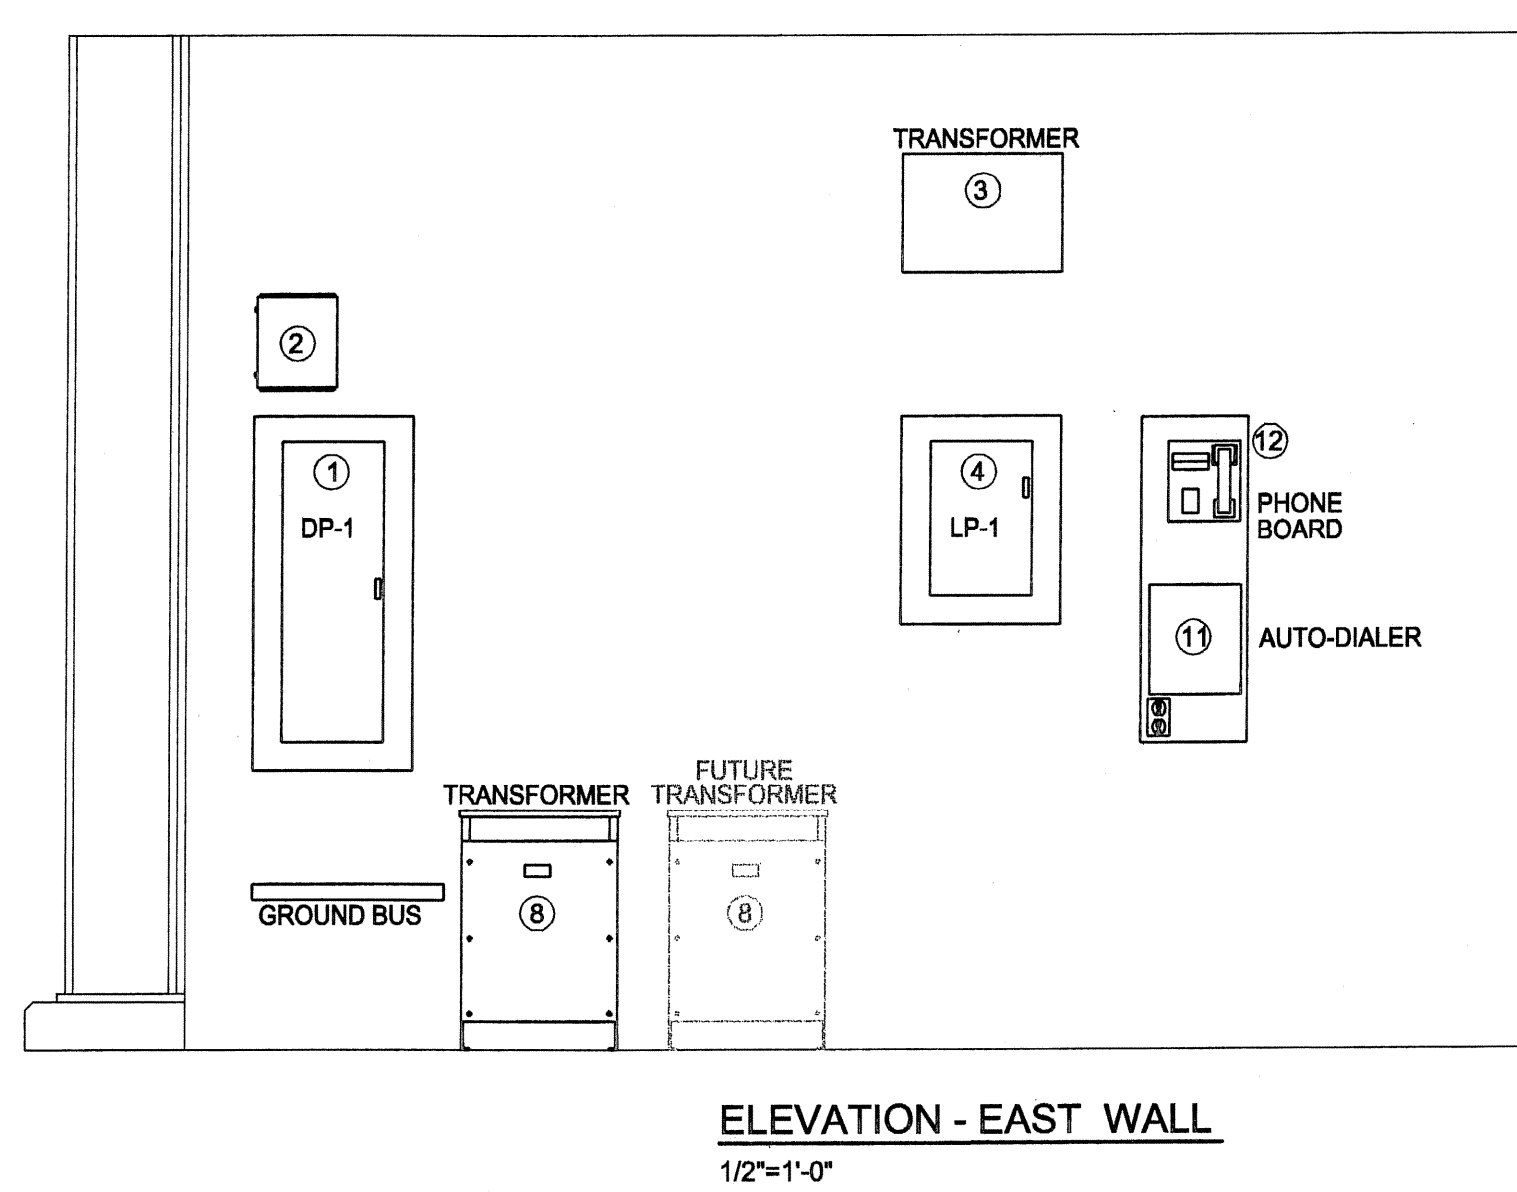 TRANSFORMER
3
2
1
DP-1
4
LP-1
12
PHONE
BOARD
11
AUTO-DIALER
TRANSFORMER
FUTURE
TRANSFORMER
GROUND BUS
8
8
ELEVATION - EAST WALL
1/2"=1'-0"